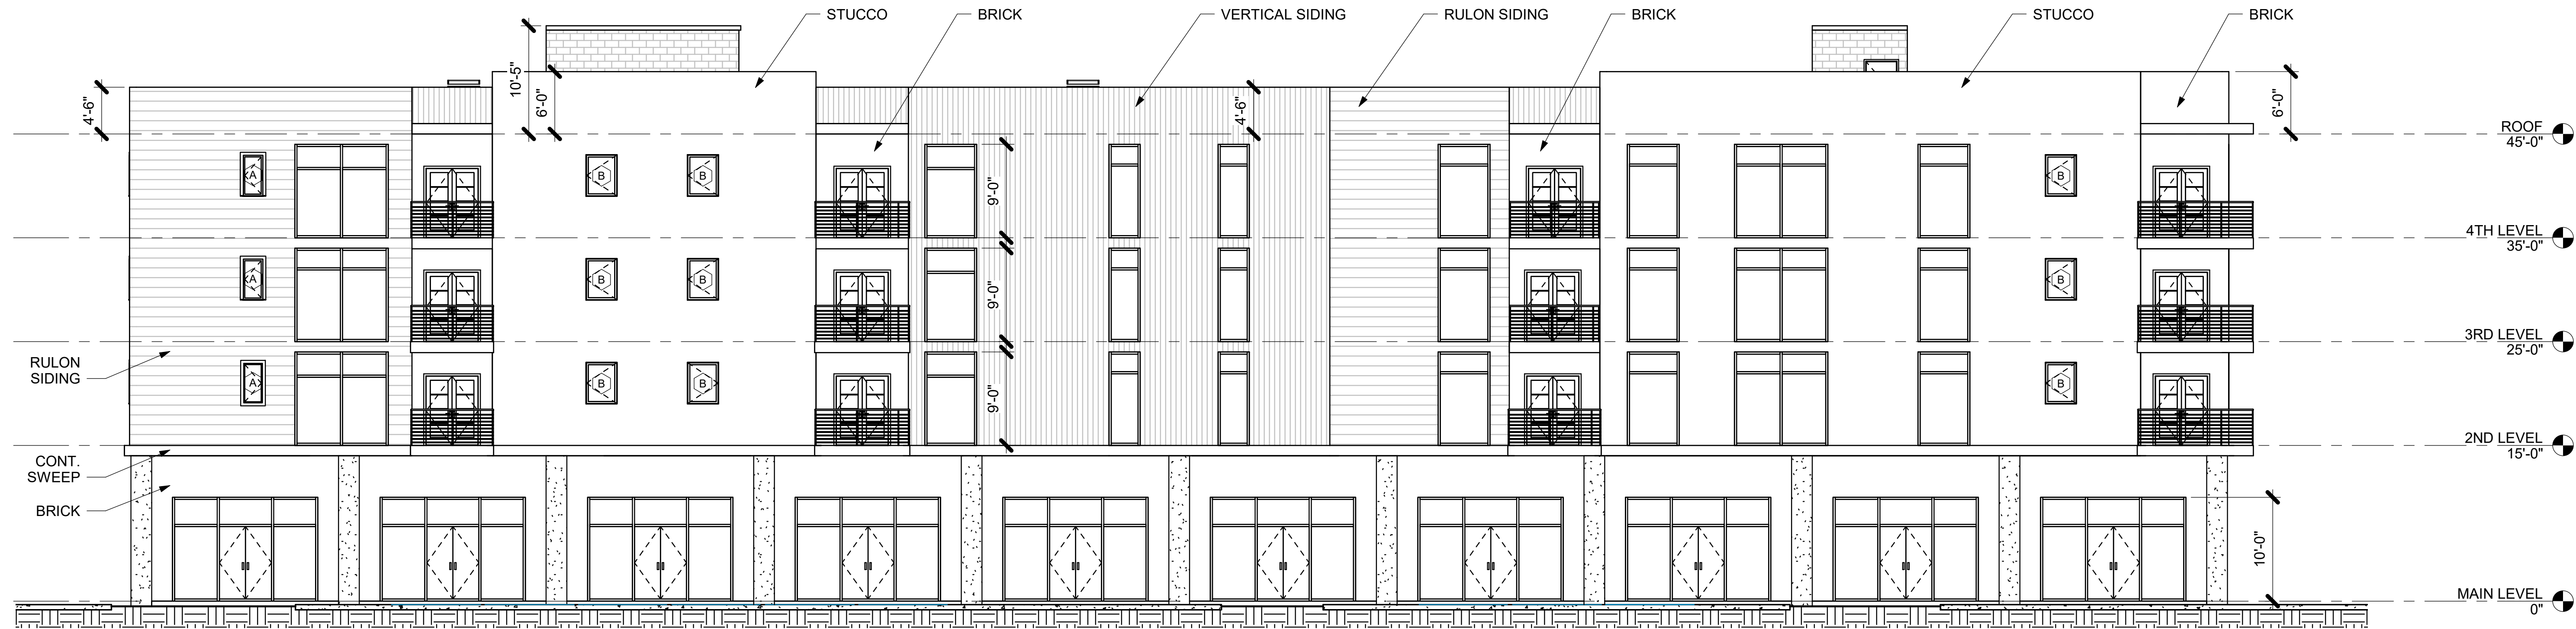 STUCCO
BRICK
VERTICAL SIDING
RULON SIDING
BRICK
STUCCO
BRICK
10'-5"
6'-0"
4'-6"
4'-6"
6'-0"
ROOF
45'-0"
A
B
B
B
9'-0"
4TH LEVEL
35'-0"
A
B
B
B
9'-0"
3RD LEVEL
25'-0"
RULON
SIDING
A
B
B
B
9'-0"
2ND LEVEL
15'-0"
CONT.
SWEEP
BRICK
10'-0"
MAIN LEVEL
0"